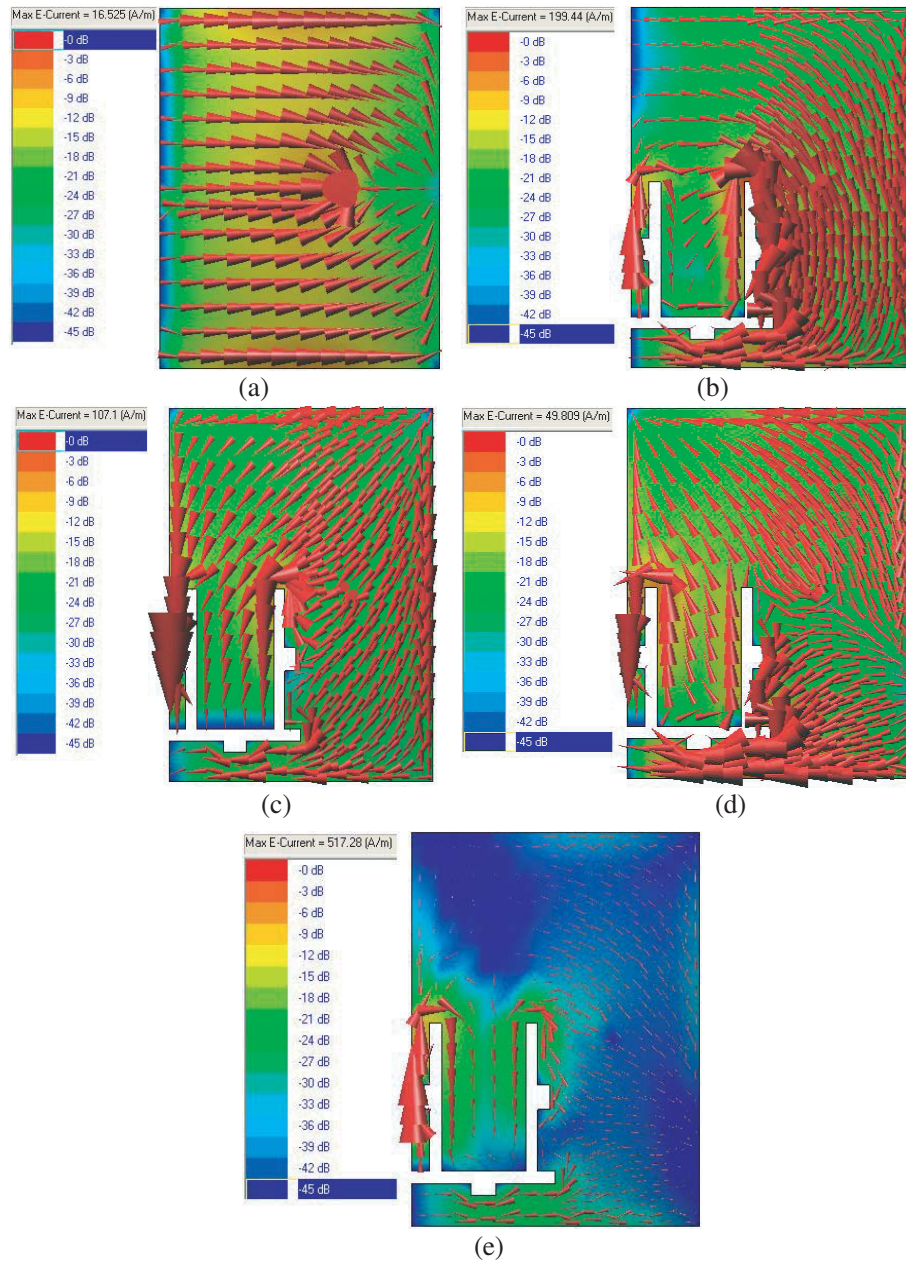 Max E-Current = 16.525 (A/m)
-0 dB
-3 dB
-6 dB
-9 dB
-12 dB
-15 dB
-18 dB
-21 dB
-24 dB
-27 dB
-30 dB
-33 dB
-36 dB
-39 dB
-42 dB
-45 dB
(a)
Max E-Current = 199.44 (A/m)
-0 dB
-3 dB
-6 dB
-9 dB
-12 dB
-15 dB
-18 dB
-21 dB
-24 dB
-27 dB
-30 dB
-33 dB
-36 dB
-39 dB
-42 dB
-45 dB
(b)
Max E-Current = 107.1 (A/m)
-0 dB
-3 dB
-6 dB
-9 dB
-12 dB
-15 dB
-18 dB
-21 dB
-24 dB
-27 dB
-30 dB
-33 dB
-36 dB
-39 dB
-42 dB
-45 dB
(c)
Max E-Current = 49.809 (A/m)
-0 dB
-3 dB
-6 dB
-9 dB
-12 dB
-15 dB
-18 dB
-21 dB
-24 dB
-27 dB
-30 dB
-33 dB
-36 dB
-39 dB
-42 dB
-45 dB
(d)
Max E-Current = 517.28 (A/m)
-0 dB
-3 dB
-6 dB
-9 dB
-12 dB
-15 dB
-18 dB
-21 dB
-24 dB
-27 dB
-30 dB
-33 dB
-36 dB
-39 dB
-42 dB
-45 dB
(e)